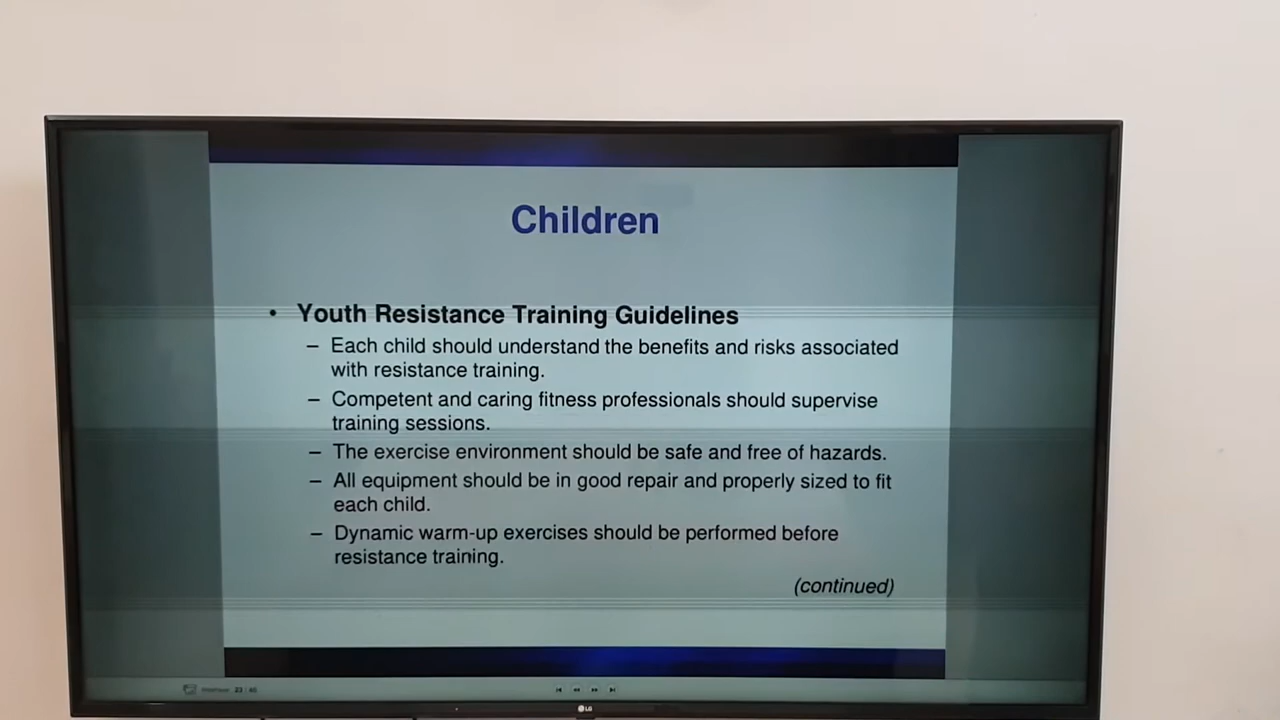 Children
• Youth Resistance Training Guidelines
– Each child should understand the benefits and risks associated
with resistance training.
– Competent and caring fitness professionals should supervise
training sessions.
– The exercise environment should be safe and free of hazards.
– All equipment should be in good repair and properly sized to fit
each child.
– Dynamic warm-up exercises should be performed before
resistance training.
(continued)
LG